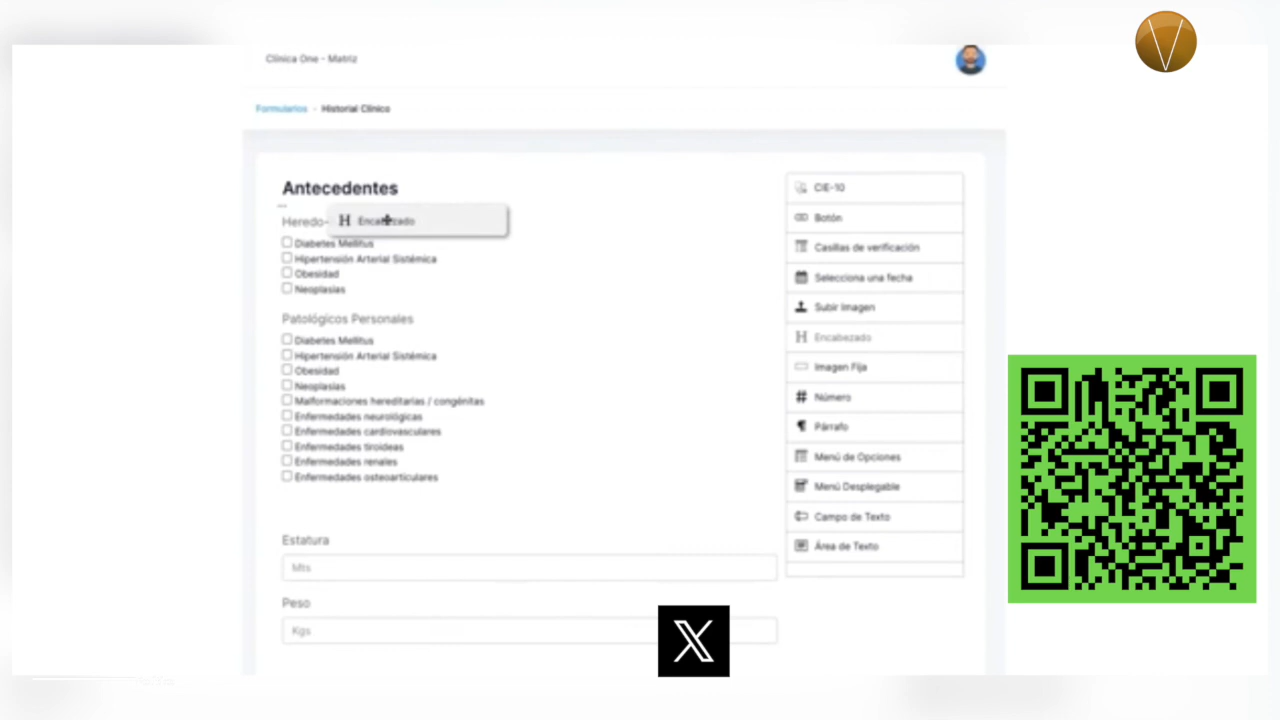 Clínica One - Matriz
Formularios - Historial Clínico
Antecedentes
Heredo-
Encabezado
Diabetes Mellitus
Hipertensión Arterial Sistémica
Obesidad
Neoplasias
Patológicos Personales
Diabetes Mellitus
Hipertensión Arterial Sistémica
Obesidad
Neoplasias
Malformaciones hereditarias / congénitas
Enfermedades neurológicas
Enfermedades cardiovasculares
Enfermedades tiroideas
Enfermedades renales
Enfermedades osteoarticulares
Estatura
Mts
Peso
Kgs
CIE-10
Botón
Casillas de verificación
Selecciona una fecha
Subir Imagen
Encabezado
Imagen Fija
Número
Párrafo
Menú de Opciones
Menú Desplegable
Campo de Texto
Área de Texto
V
X